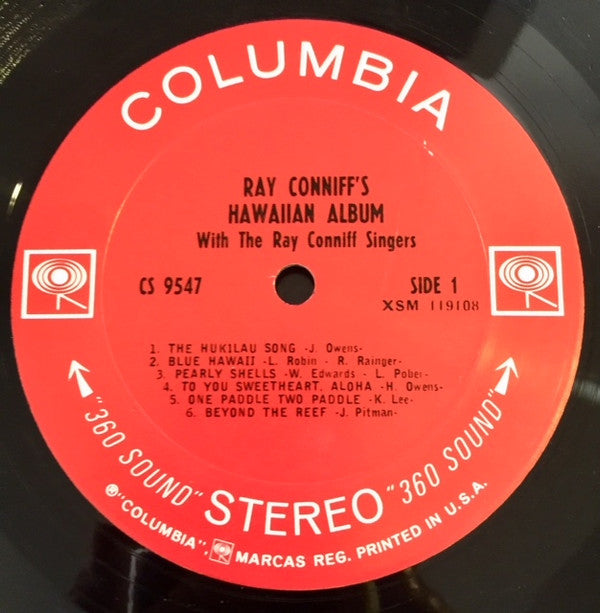 COLUMBIA
RAY CONNIFF'S
HAWAIIAN ALBUM
With The Ray Conniff Singers
CS 9547
SIDE 1
XSM 119108
1. THE HUKILAU SONG -J. Owens-
2. BLUE HAWAII -L. Robin - R. Rainger-
3. PEARLY SHELLS -W. Edwards - L. Pober-
4. TO YOU SWEETHEART, ALOHA -H. Owens-
5. ONE PADDLE TWO PADDLE -K. Lee-
6. BEYOND THE REEF -J. Pitman-
"360 SOUND" STEREO "360 SOUND"
®"COLUMBIA", MARCAS REG. PRINTED IN U.S.A.